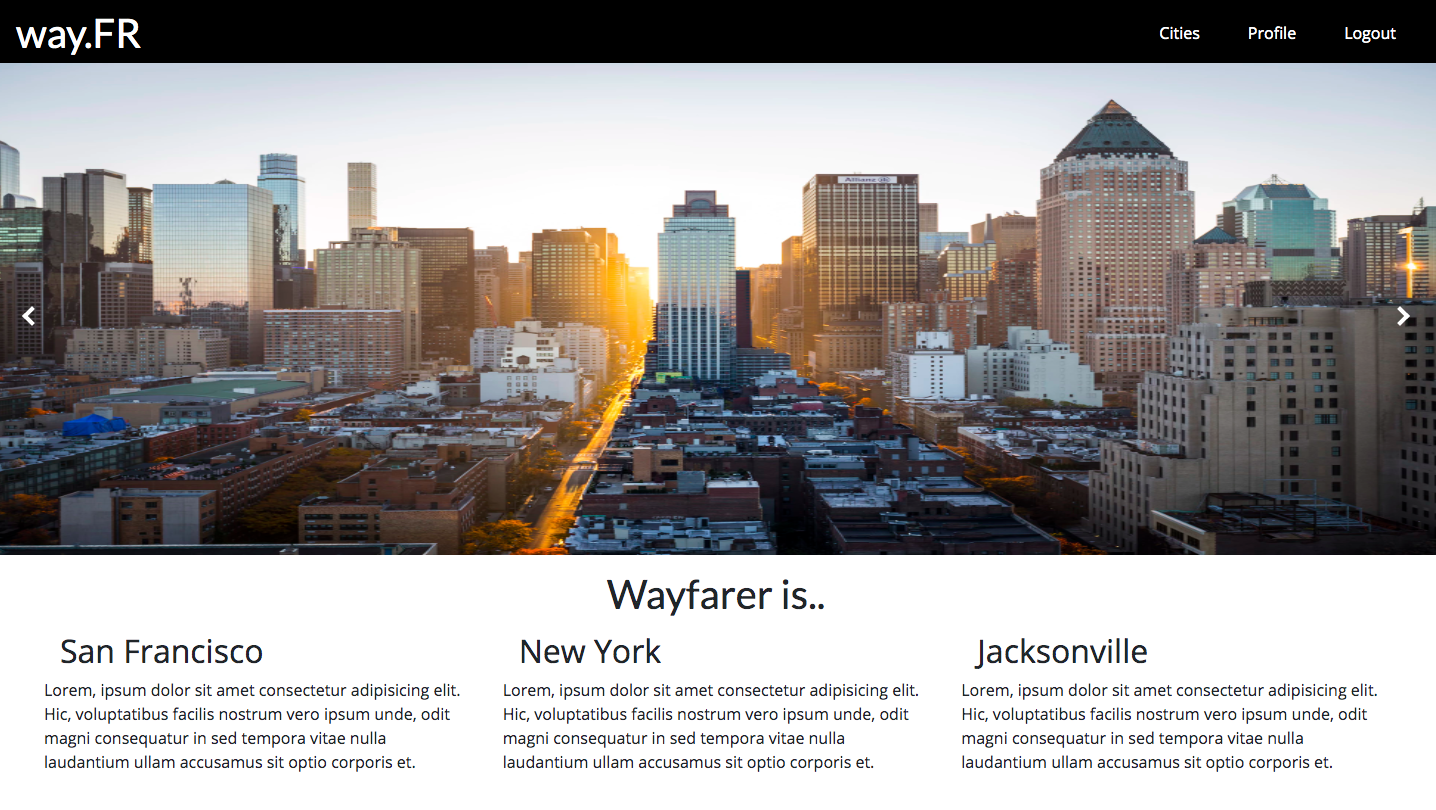 way.FR
Cities
Profile
Logout
Allianz
Wayfarer is..
San Francisco
New York
Jacksonville
Lorem, ipsum dolor sit amet consectetur adipisicing elit.
Hic, voluptatibus facilis nostrum vero ipsum unde, odit
magni consequatur in sed tempora vitae nulla
laudantium ullam accusamus sit optio corporis et.
Lorem, ipsum dolor sit amet consectetur adipisicing elit.
Hic, voluptatibus facilis nostrum vero ipsum unde, odit
magni consequatur in sed tempora vitae nulla
laudantium ullam accusamus sit optio corporis et.
Lorem, ipsum dolor sit amet consectetur adipisicing elit.
Hic, voluptatibus facilis nostrum vero ipsum unde, odit
magni consequatur in sed tempora vitae nulla
laudantium ullam accusamus sit optio corporis et.